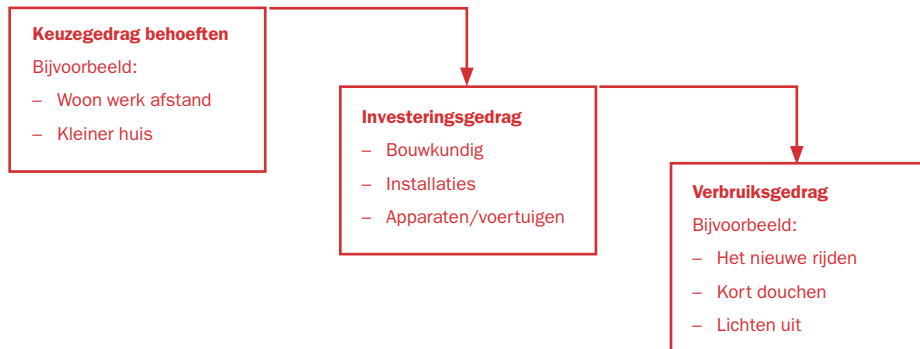 Keuzegedrag behoeften
Bijvoorbeeld:
– Woon werk afstand
– Kleiner huis
Investeringsgedrag
– Bouwkundig
– Installaties
– Apparaten/voertuigen
Verbruiksgedrag
Bijvoorbeeld:
– Het nieuwe rijden
– Kort douchen
– Lichten uit